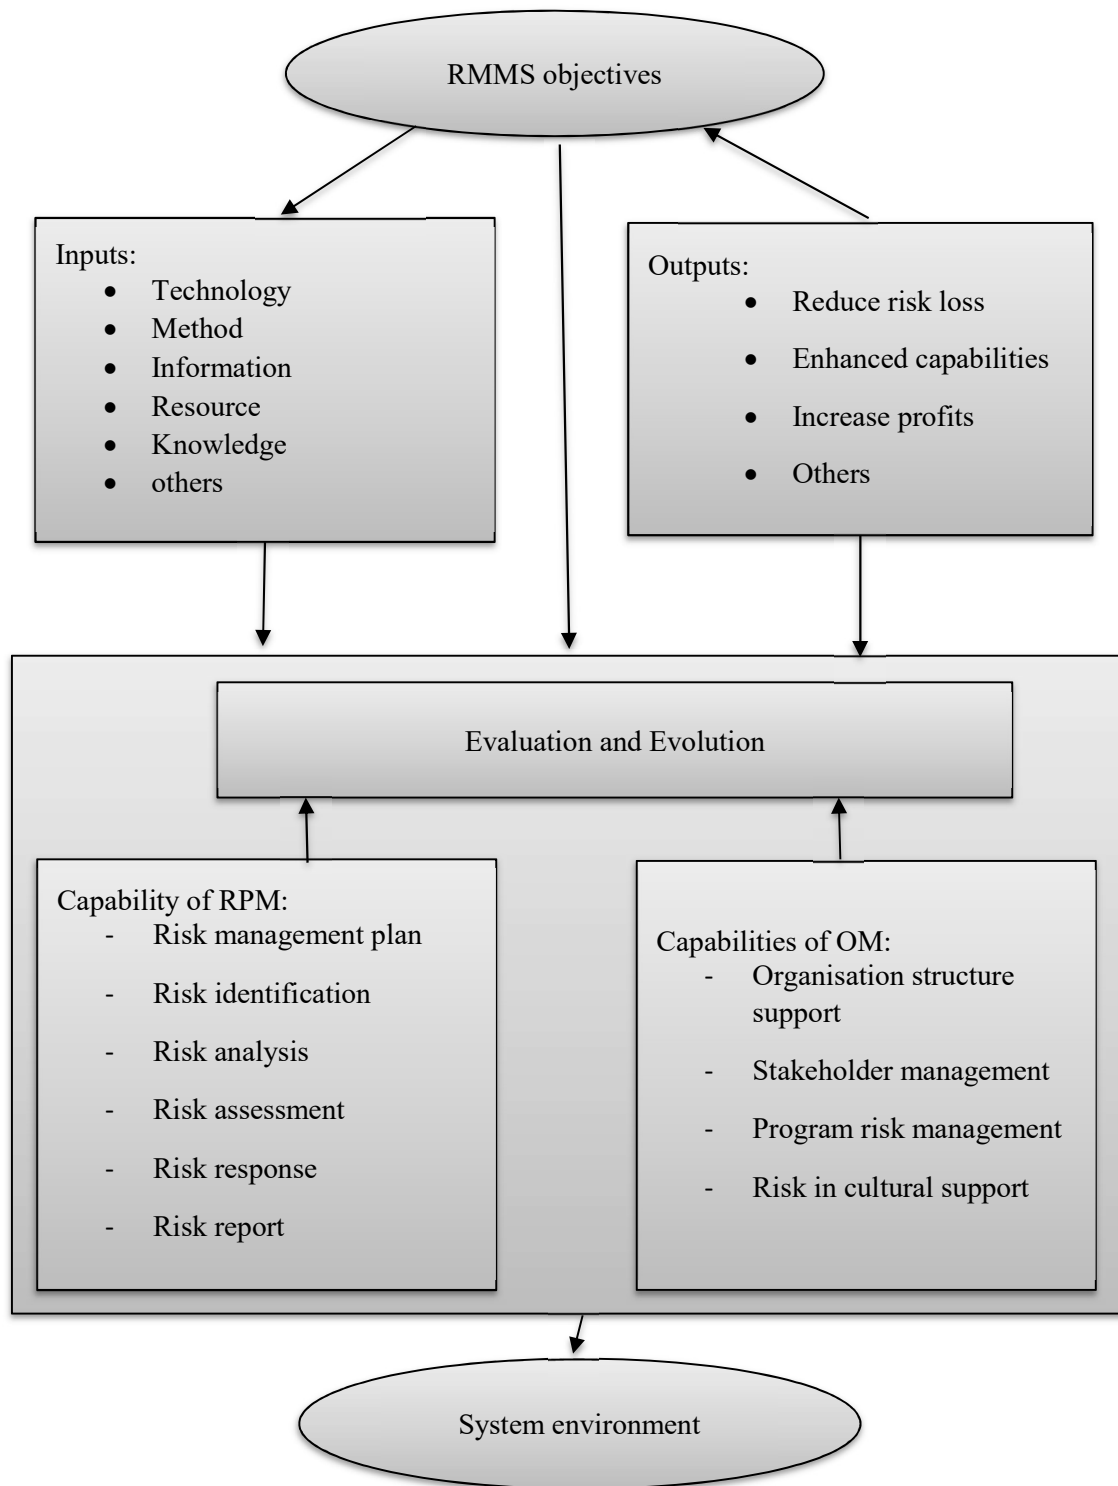 RMMS objectives
Inputs:
• Technology
• Method
• Information
• Resource
• Knowledge
• others
Outputs:
• Reduce risk loss
• Enhanced capabilities
• Increase profits
• Others
Evaluation and Evolution
Capability of RPM:
- Risk management plan
- Risk identification
- Risk analysis
- Risk assessment
- Risk response
- Risk report
Capabilities of OM:
- Organisation structure
support
- Stakeholder management
- Program risk management
- Risk in cultural support
System environment